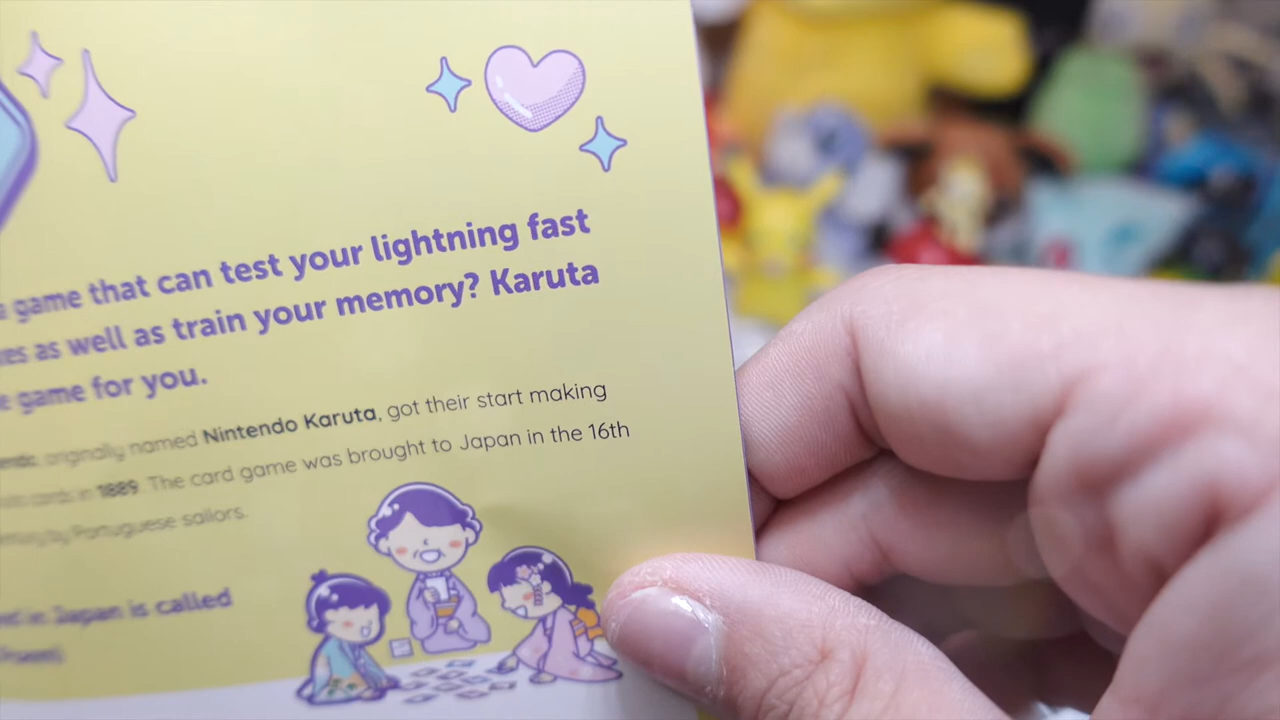 a game that can test your lightning fast
as well as train your memory? Karuta
game for you.
originally named Nintendo Karuta, got their start making
cards in 1889. The card game was brought to Japan in the 16th
by Portuguese sailors.
in Japan is called